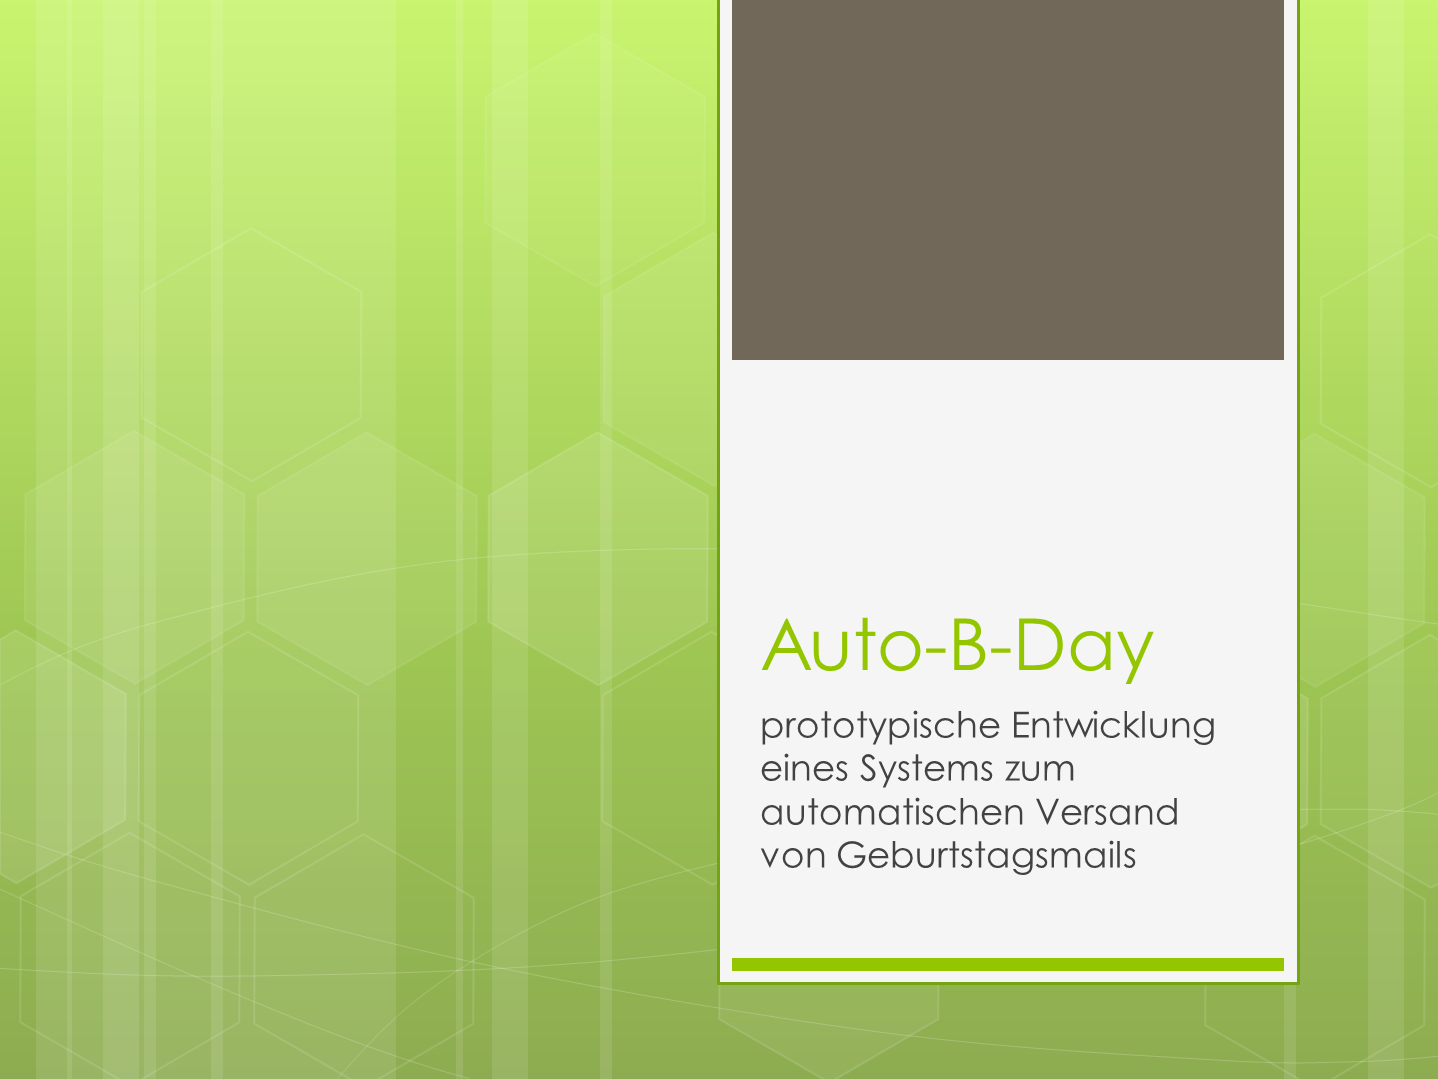 Auto-B-Day
prototypische Entwicklung
eines Systems zum
automatischen Versand
von Geburtstagsmails